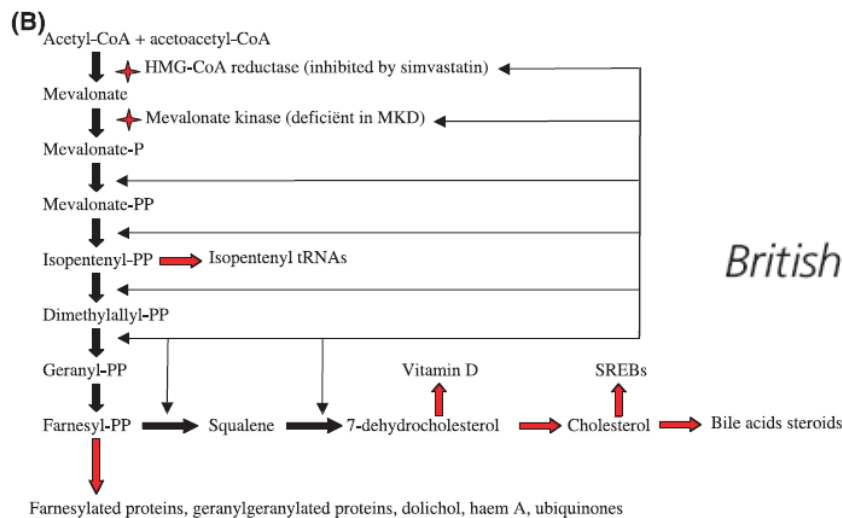 (B)
Acetyl-CoA + acetoacetyl-CoA
HMG-CoA reductase (inhibited by simvastatin)
Mevalonate
Mevalonate kinase (deficiënt in MKD)
Mevalonate-P
Mevalonate-PP
Isopentenyl-PP
Isopentenyl tRNAs
British
Dimethylallyl-PP
Geranyl-PP
Vitamin D
SREBs
Farnesyl-PP
Squalene
7-dehydrocholesterol
Cholesterol
Bile acids steroids
Farnesylated proteins, geranylgeranylated proteins, dolichol, haem A, ubiquinones